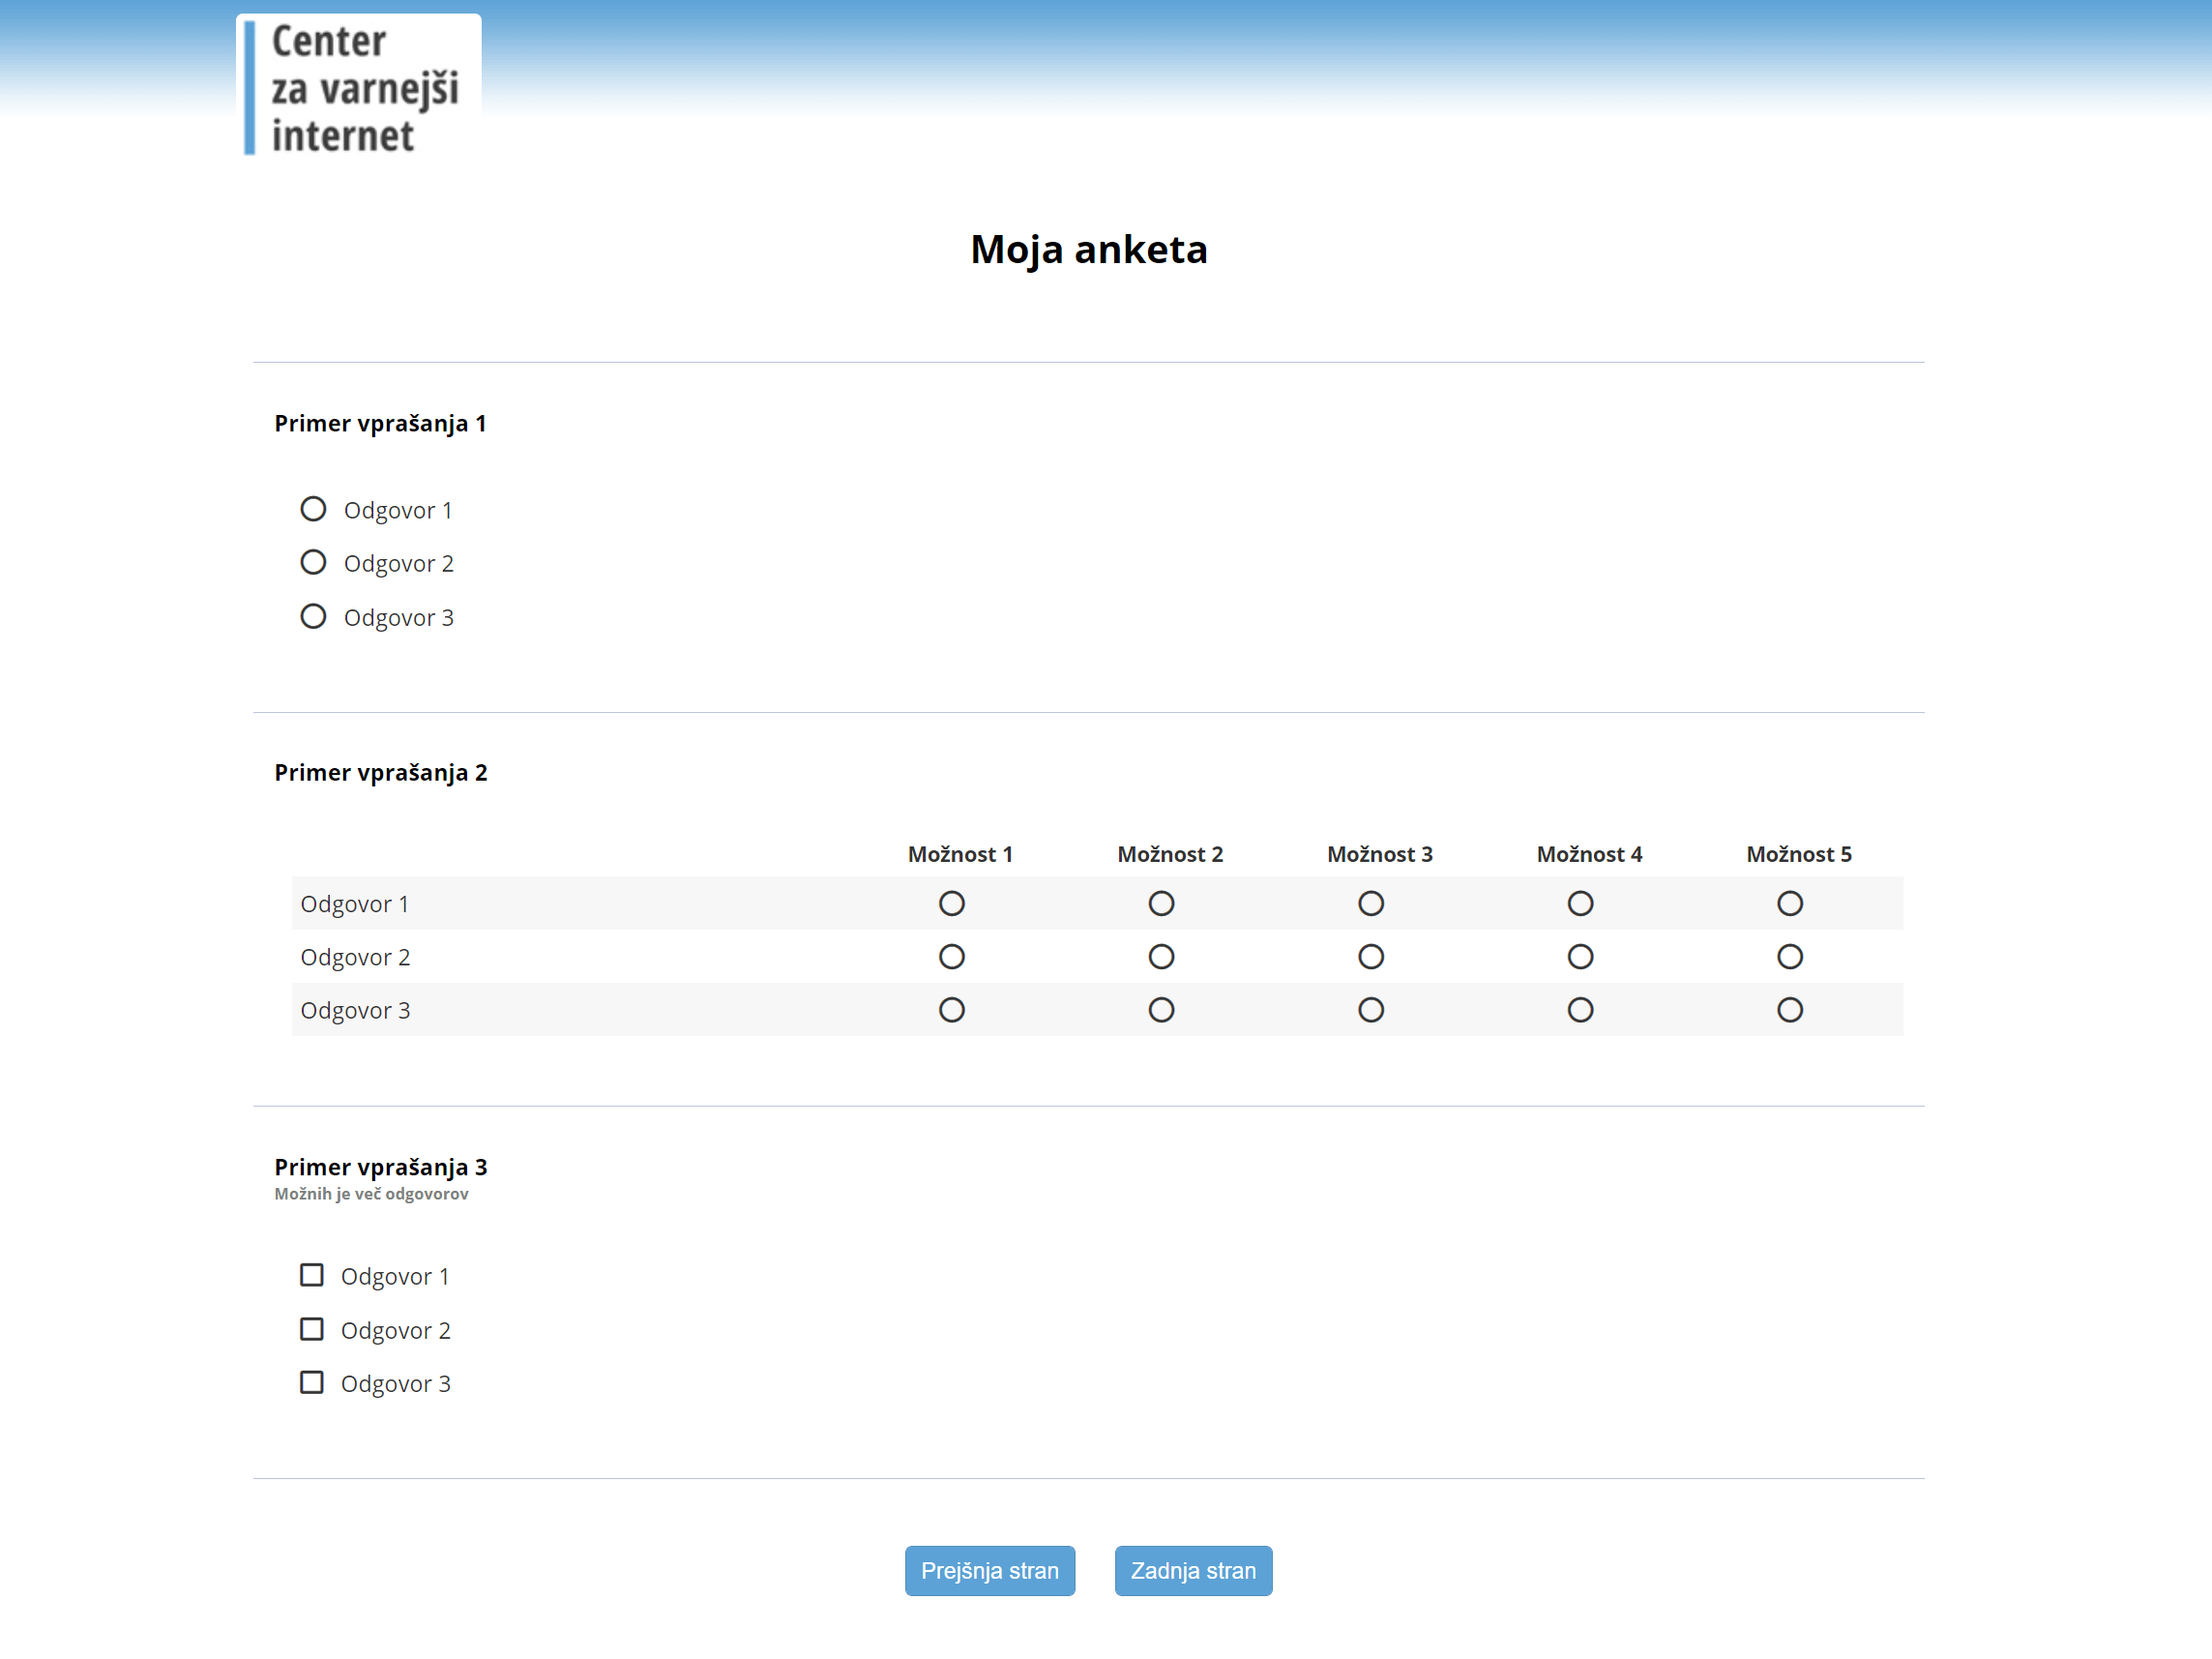 Center
za varnejši
internet
Moja anketa
Primer vprašanja 1
Odgovor 1
Odgovor 2
Odgovor 3
Primer vprašanja 2
Možnost 1 Možnost 2 Možnost 3 Možnost 4 Možnost 5
Odgovor 1
Odgovor 2
Odgovor 3
Primer vprašanja 3
Možnih je več odgovorov
Odgovor 1
Odgovor 2
Odgovor 3
Prejšnja stran Zadnja stran